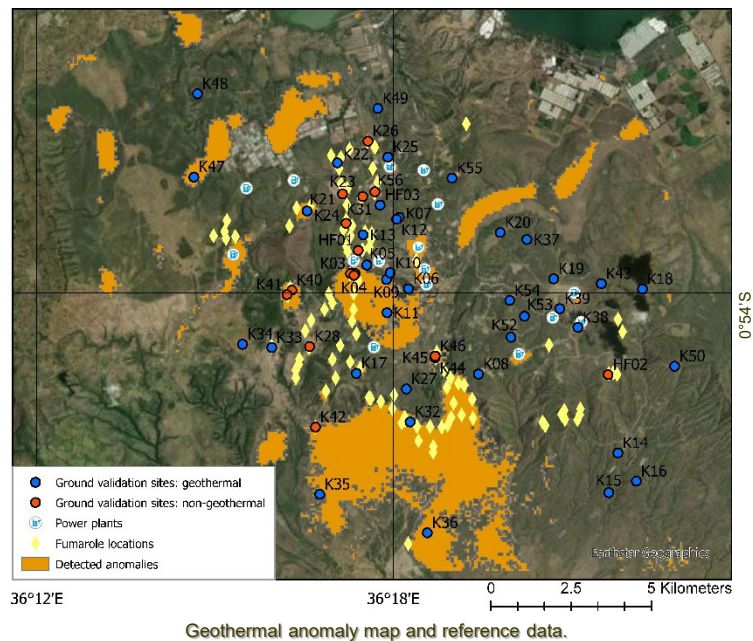 K48
K49
K26
K22
K25
K47
K23
K56
K55
HF03
K21
K24
K31
K07
K12
K20
K37
K13
HF01
K05
K03
K10
K04
K09
K06
K41
K40
K19
K43
K18
K54
K39
K53
K38
K11
K52
K34
K33
K28
K46
K45
K44
K17
K08
K27
HF02
K50
K32
K42
K14
K15
K16
K35
K36
0°54'S
Ground validation sites: geothermal
Ground validation sites: non-geothermal
Power plants
Fumarole locations
Detected anomalies
Earthstar Geographics
36°12'E
36°18'E
0 2.5 5 Kilometers
Geothermal anomaly map and reference data.